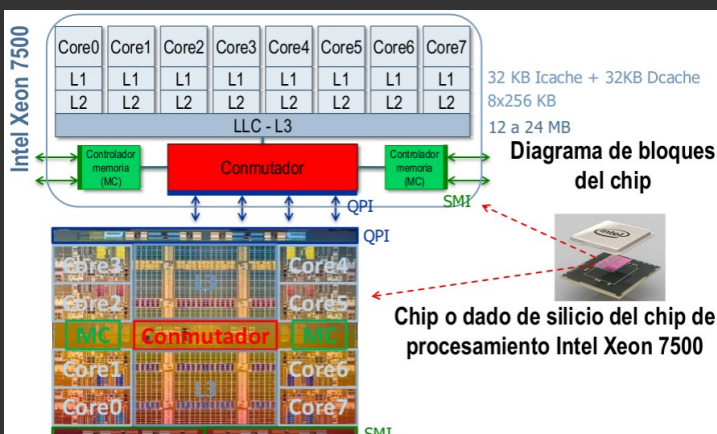 Intel Xeon 7500
Core0 Core1 Core2 Core3 Core4 Core5 Core6 Core7
L1 L1 L1 L1 L1 L1 L1 L1
32 KB Icache + 32KB Dcache
L2 L2 L2 L2 L2 L2 L2 L2
8x256 KB
LLC - L3
12 a 24 MB
Controlador
memoria
(MC)
Conmutador
Controlador
memoria
(MC)
SMI
QPI
Diagrama de bloques
del chip
QPI
Core3
L3
Core4
Core2
Core5
MC
Conmutador
MC
Core1
L3
Core6
Core0
Core7
SMI
intel
Chip o dado de silicio del chip de
procesamiento Intel Xeon 7500